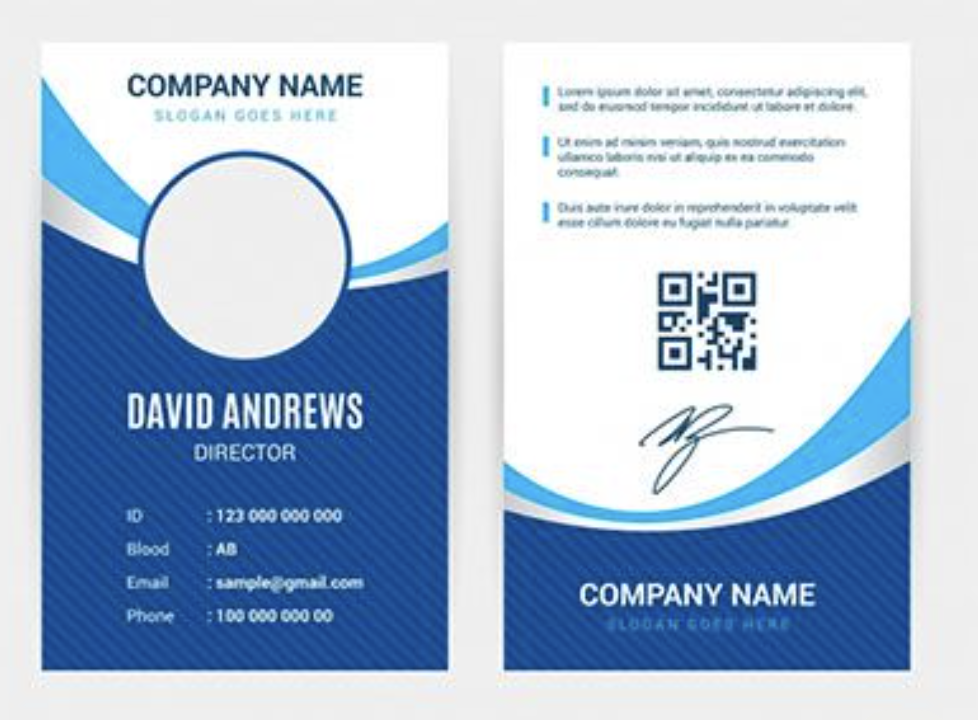 COMPANY NAME
SLOGAN GOES HERE
DAVID ANDREWS
DIRECTOR
ID : 123 000 000 000
Blood : AB
Email : sample@gmail.com
Phone : 100 000 000 00
Lorem ipsum dolor sit amet, consectetur adipiscing elit,
sed do eiusmod tempor incididunt ut labore et dolore.
Ut enim ad minim veniam, quis nostrud exercitation
ullamco laboris nisi ut aliquip ex ea commodo
consequat.
Duis aute irure dolor in reprehenderit in voluptate velit
esse cillum dolore eu fugiat nulla pariatur.
COMPANY NAME
SLOGAN GOES HERE